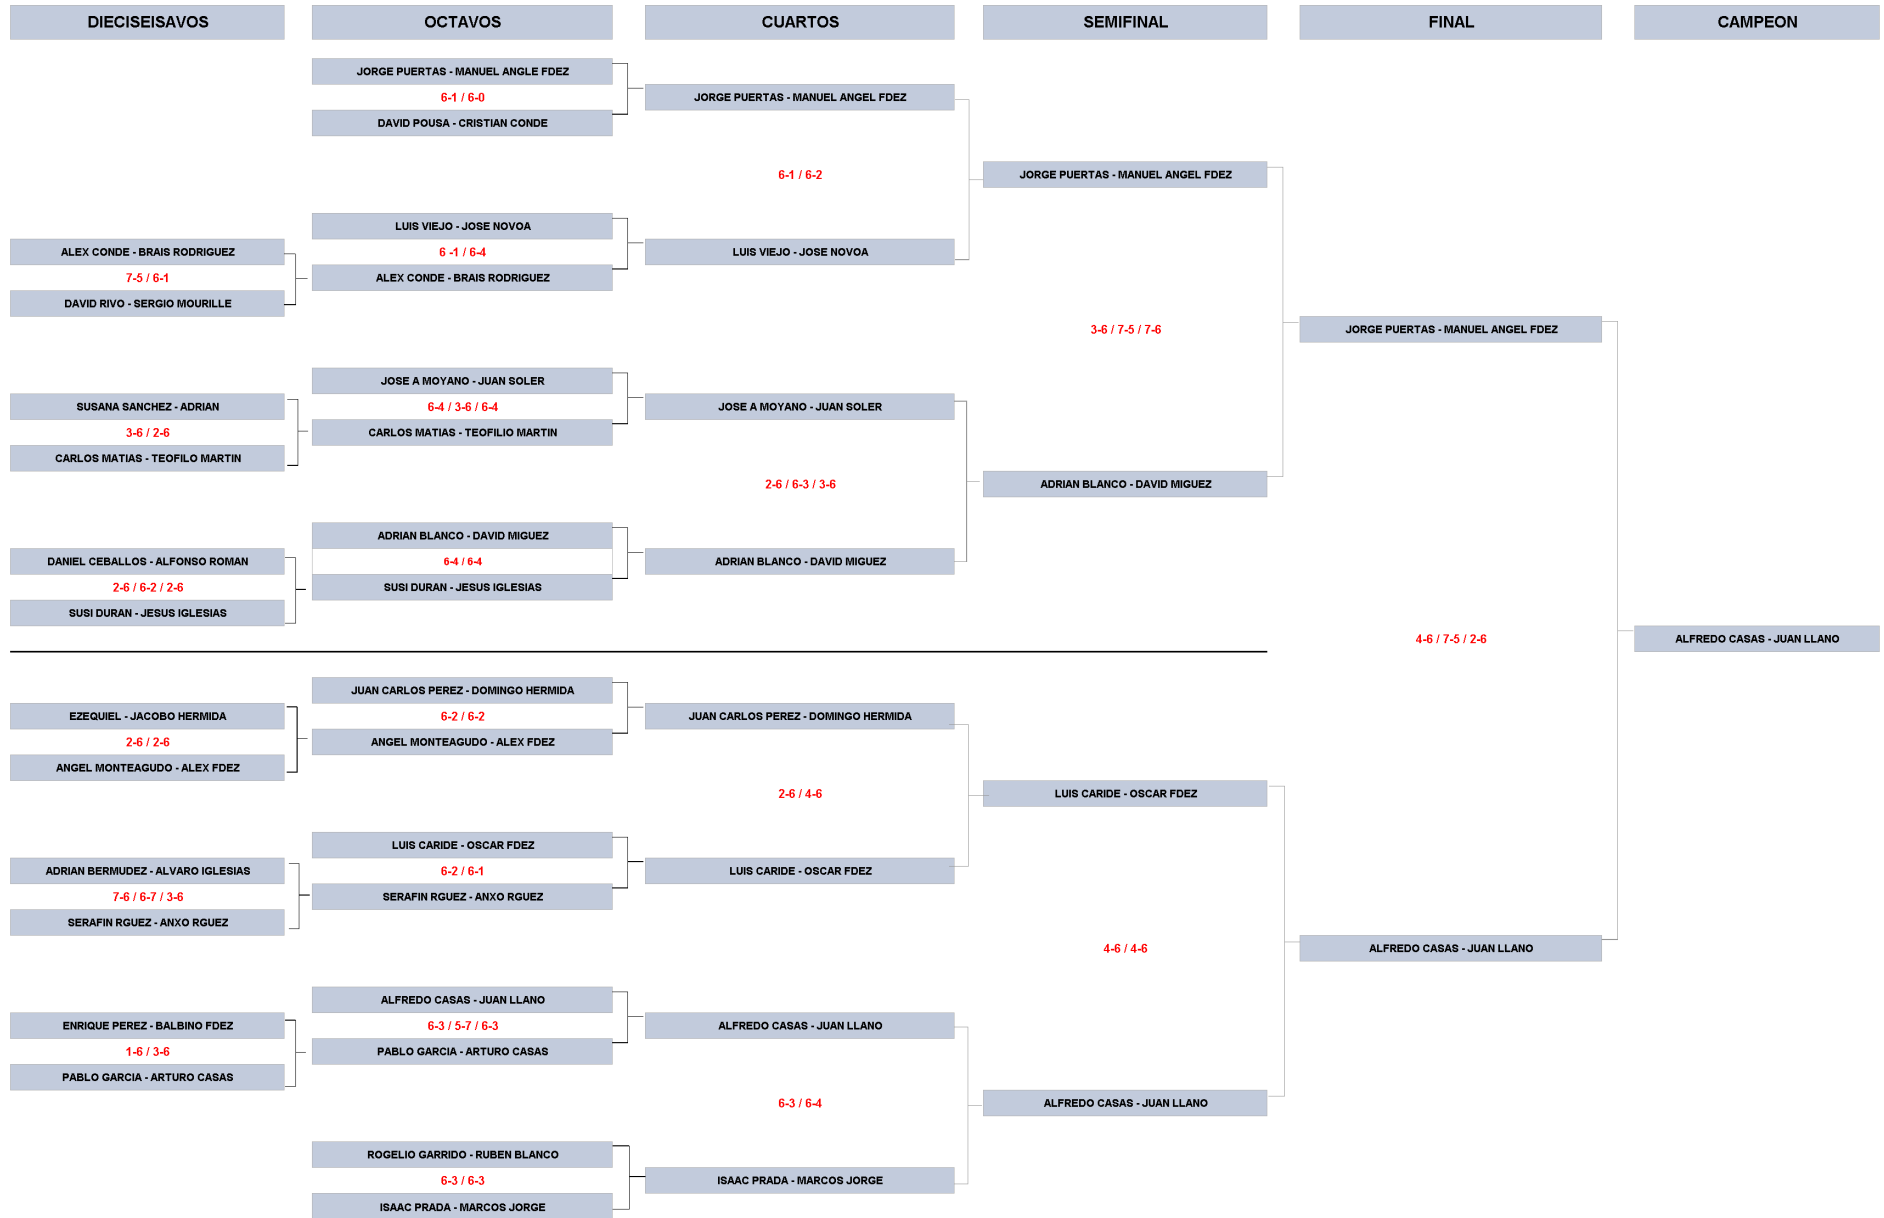 DIECISEISAVOS
OCTAVOS
CUARTOS
SEMIFINAL
FINAL
CAMPEON
ALEX CONDE - BRAIS RODRIGUEZ
7-5 / 6-1
DAVID RIVO - SERGIO MOURILLE
SUSANA SANCHEZ - ADRIAN
3-6 / 2-6
CARLOS MATIAS - TEOFILO MARTIN
DANIEL CEBALLOS - ALFONSO ROMAN
2-6 / 6-2 / 2-6
SUSI DURAN - JESUS IGLESIAS
EZEQUIEL - JACOBO HERMIDA
2-6 / 2-6
ANGEL MONTEAGUDO - ALEX FDEZ
ADRIAN BERMUDEZ - ALVARO IGLESIAS
7-6 / 6-7 / 3-6
SERAFIN RGUEZ - ANXO RGUEZ
ENRIQUE PEREZ - BALBINO FDEZ
1-6 / 3-6
PABLO GARCIA - ARTURO CASAS
JORGE PUERTAS - MANUEL ANGLE FDEZ
6-1 / 6-0
DAVID POUSA - CRISTIAN CONDE
LUIS VIEJO - JOSE NOVOA
6 -1 / 6-4
ALEX CONDE - BRAIS RODRIGUEZ
JOSE A MOYANO - JUAN SOLER
6-4 / 3-6 / 6-4
CARLOS MATIAS - TEOFILIO MARTIN
ADRIAN BLANCO - DAVID MIGUEZ
6-4 / 6-4
SUSI DURAN - JESUS IGLESIAS
JUAN CARLOS PEREZ - DOMINGO HERMIDA
6-2 / 6-2
ANGEL MONTEAGUDO - ALEX FDEZ
LUIS CARIDE - OSCAR FDEZ
6-2 / 6-1
SERAFIN RGUEZ - ANXO RGUEZ
ALFREDO CASAS - JUAN LLANO
6-3 / 5-7 / 6-3
PABLO GARCIA - ARTURO CASAS
ROGELIO GARRIDO - RUBEN BLANCO
6-3 / 6-3
ISAAC PRADA - MARCOS JORGE
JORGE PUERTAS - MANUEL ANGEL FDEZ
6-1 / 6-2
LUIS VIEJO - JOSE NOVOA
JOSE A MOYANO - JUAN SOLER
2-6 / 6-3 / 3-6
ADRIAN BLANCO - DAVID MIGUEZ
JUAN CARLOS PEREZ - DOMINGO HERMIDA
2-6 / 4-6
LUIS CARIDE - OSCAR FDEZ
ALFREDO CASAS - JUAN LLANO
6-3 / 6-4
ISAAC PRADA - MARCOS JORGE
JORGE PUERTAS - MANUEL ANGEL FDEZ
3-6 / 7-5 / 7-6
ADRIAN BLANCO - DAVID MIGUEZ
LUIS CARIDE - OSCAR FDEZ
4-6 / 4-6
ALFREDO CASAS - JUAN LLANO
JORGE PUERTAS - MANUEL ANGEL FDEZ
4-6 / 7-5 / 2-6
ALFREDO CASAS - JUAN LLANO
ALFREDO CASAS - JUAN LLANO